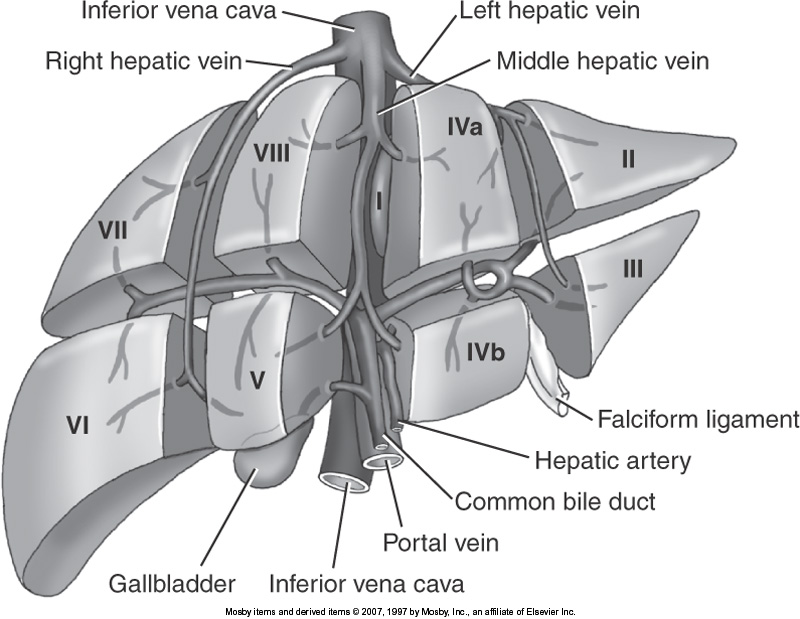 Inferior vena cava
Left hepatic vein
Right hepatic vein
Middle hepatic vein
IVa
VIII
II
I
VII
III
IVb
V
VI
Falciform ligament
Hepatic artery
Common bile duct
Portal vein
Gallbladder
Inferior vena cava
Mosby items and derived items © 2007, 1997 by Mosby, Inc., an affiliate of Elsevier Inc.